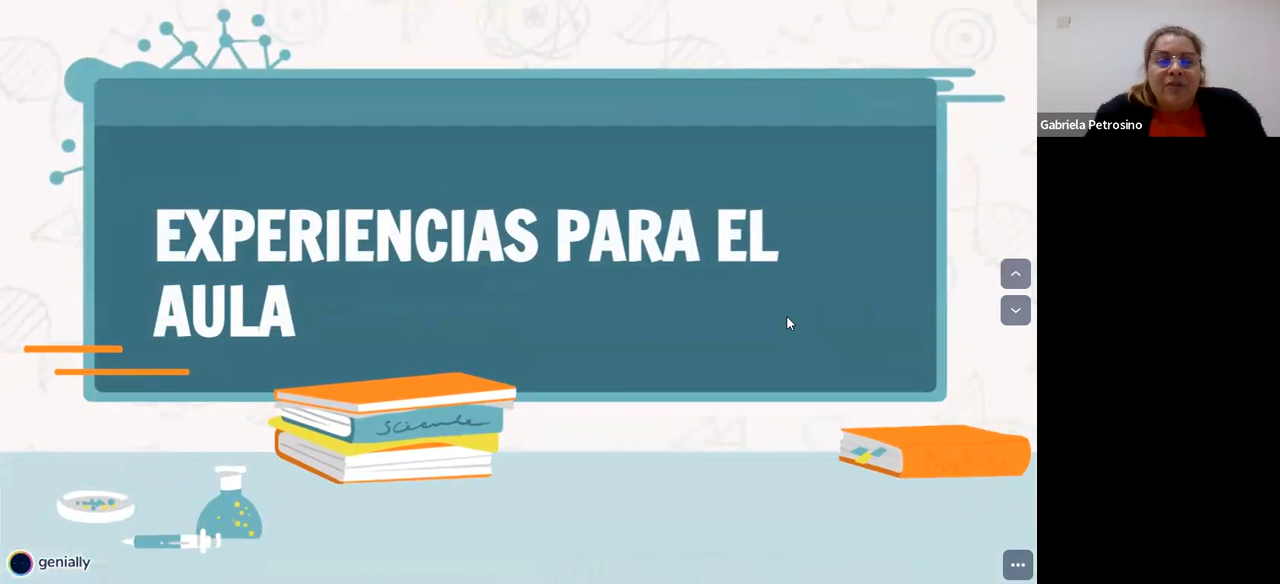 Gabriela Petrosino
EXPERIENCIAS PARA EL
AULA
Science
genially